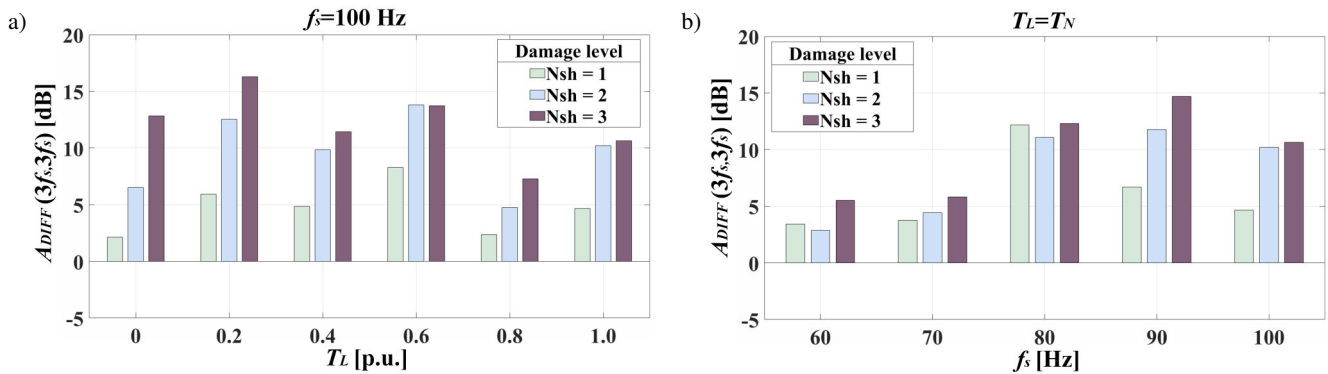 a)
fs=100 Hz
ADIFF (3fs,3fs) [dB]
20
15
10
5
0
-5
Damage level
Nsh = 1
Nsh = 2
Nsh = 3
0 0.2 0.4 0.6 0.8 1.0
TL [p.u.]
b)
TL=TN
ADIFF (3fs,3fs) [dB]
20
15
10
5
0
-5
Damage level
Nsh = 1
Nsh = 2
Nsh = 3
60 70 80 90 100
fs [Hz]